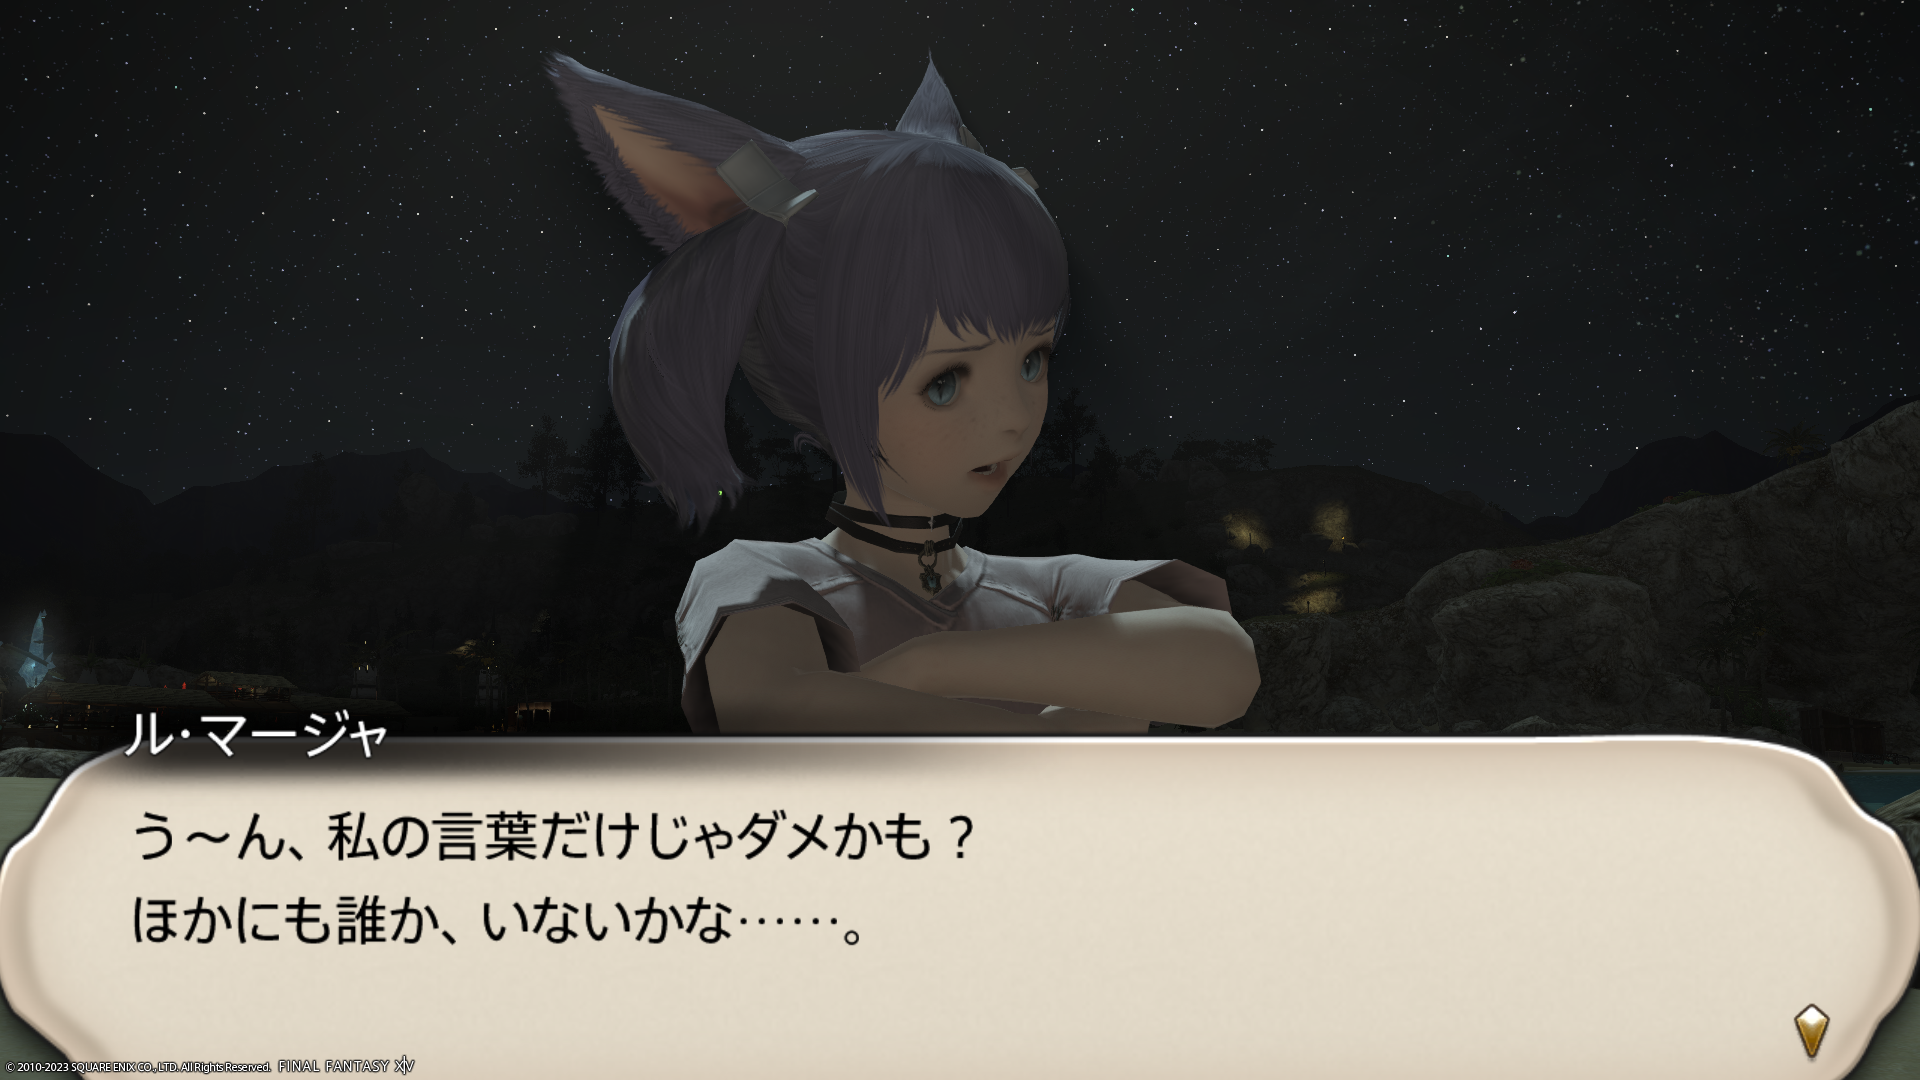 ル・マージャ
う～ん、私の言葉だけじゃダメかも？
ほかにも誰か、いないかな……。
© 2010-2023 SQUARE ENIX CO., LTD. All Rights Reserved. FINAL FANTASY XIV